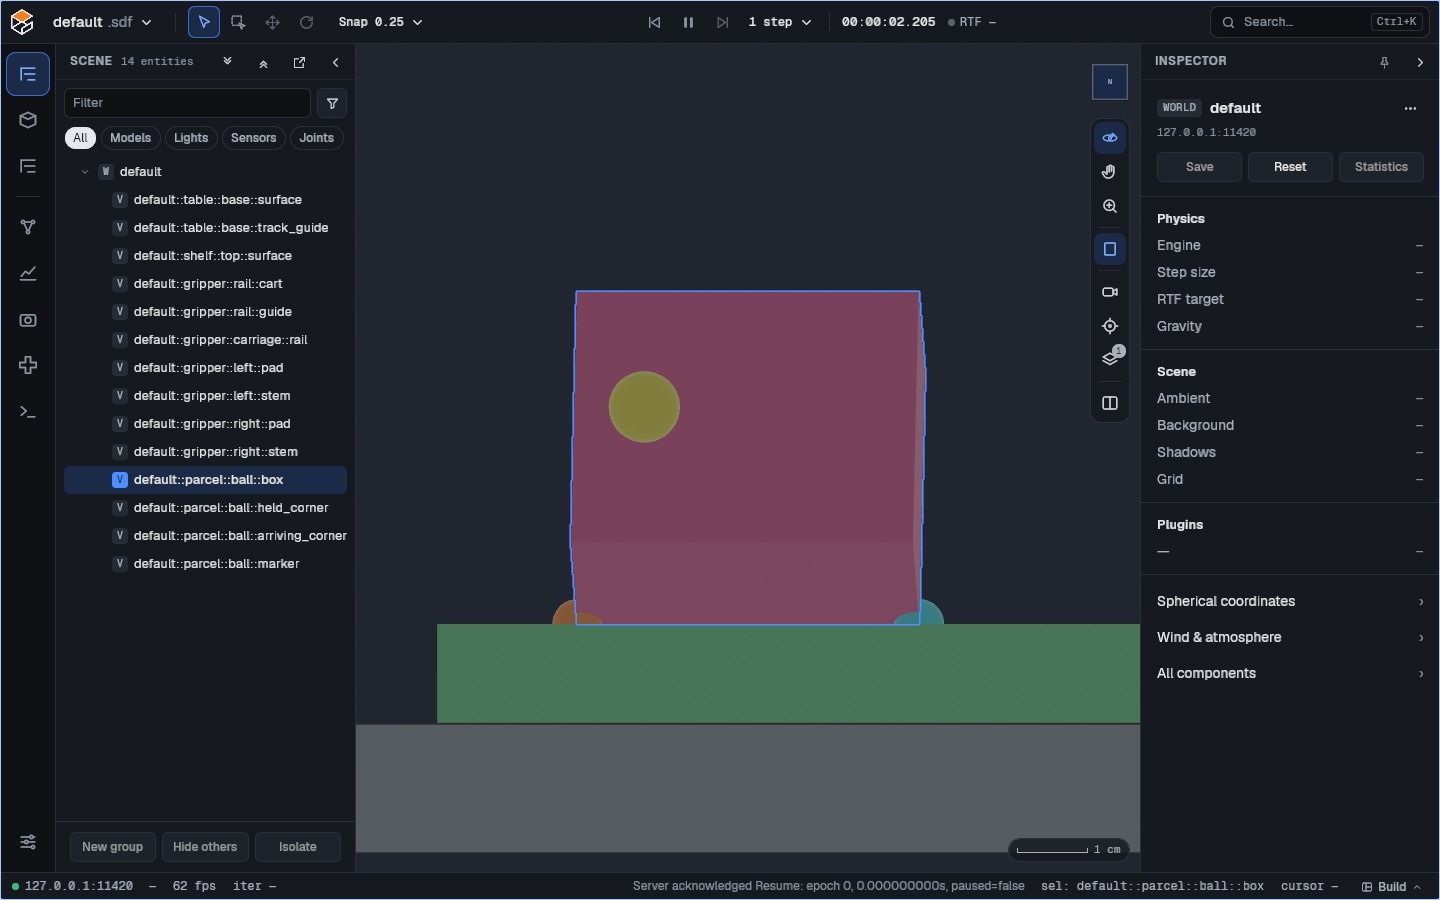 default .sdf
Snap 0.25
1 step
00:00:02.205
RTF –
Search...
Ctrl+K
SCENE 14 entities
Filter
All
Models
Lights
Sensors
Joints
W default
V default::table::base::surface
V default::table::base::track_guide
V default::shelf::top::surface
V default::gripper::rail::cart
V default::gripper::rail::guide
V default::gripper::carriage::rail
V default::gripper::left::pad
V default::gripper::left::stem
V default::gripper::right::pad
V default::gripper::right::stem
V default::parcel::ball::box
V default::parcel::ball::held_corner
V default::parcel::ball::arriving_corner
V default::parcel::ball::marker
New group
Hide others
Isolate
N
1
1 cm
INSPECTOR
WORLD default
127.0.0.1:11420
Save
Reset
Statistics
Physics
Engine –
Step size –
RTF target –
Gravity –
Scene
Ambient –
Background –
Shadows –
Grid –
Plugins
— –
Spherical coordinates
Wind & atmosphere
All components
127.0.0.1:11420 – 62 fps iter –
Server acknowledged Resume: epoch 0, 0.000000000s, paused=false
sel: default::parcel::ball::box
cursor –
Build